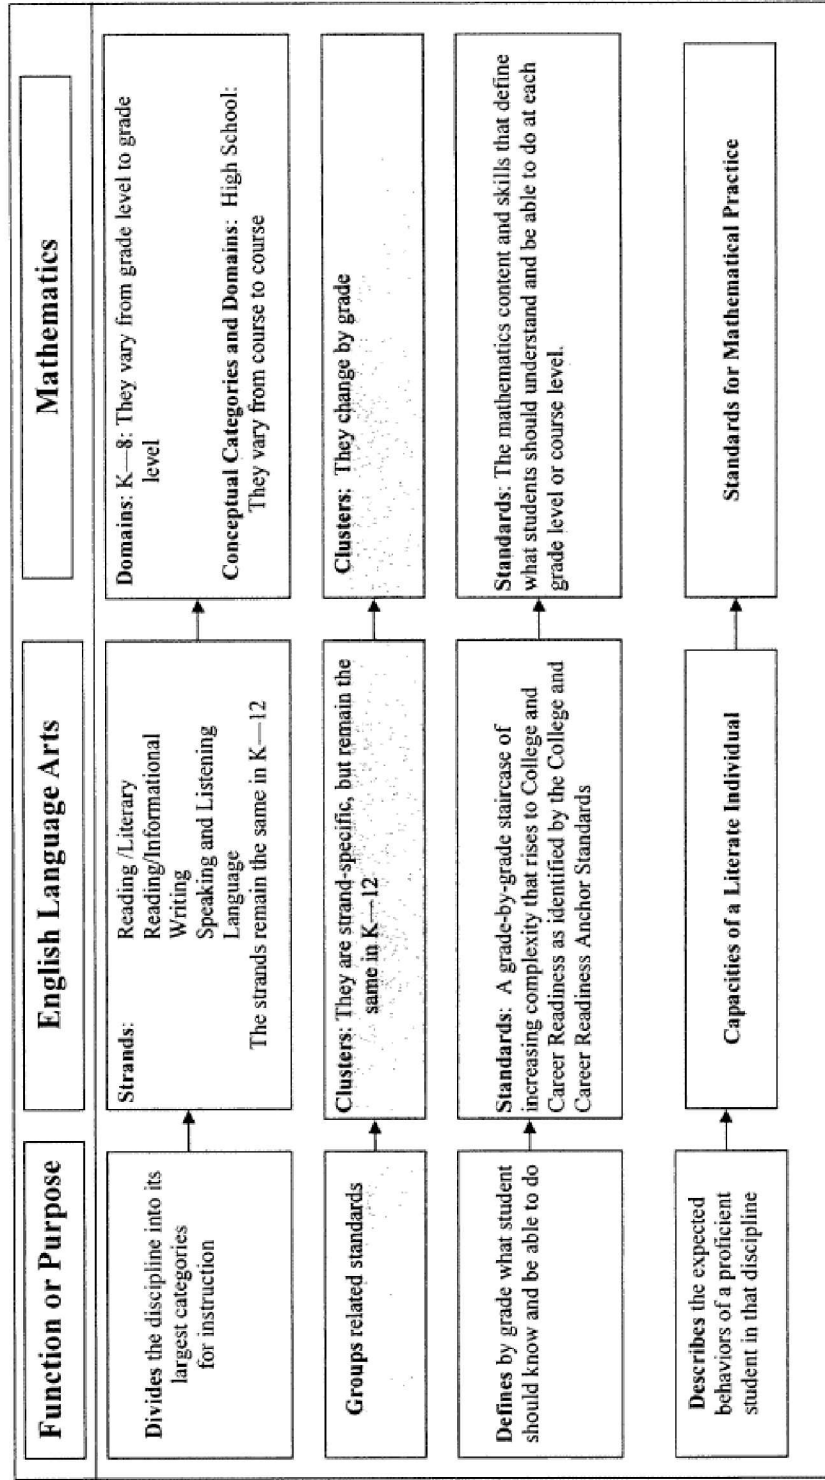 Function or Purpose
English Language Arts
Mathematics
Divides the discipline into its
largest categories
for instruction
Strands:
Reading /Literary
Reading/Informational
Writing
Speaking and Listening
Language
The strands remain the same in K—12
Domains: K—8: They vary from grade level to grade
level
Conceptual Categories and Domains: High School:
They vary from course to course
Groups related standards
Clusters: They are strand-specific, but remain the
same in K—12
Clusters: They change by grade
Defines by grade what student
should know and be able to do
Standards: A grade-by-grade staircase of
increasing complexity that rises to College and
Career Readiness as identified by the College and
Career Readiness Anchor Standards
Standards: The mathematics content and skills that define
what students should understand and be able to do at each
grade level or course level.
Describes the expected
behaviors of a proficient
student in that discipline
Capacities of a Literate Individual
Standards for Mathematical Practice